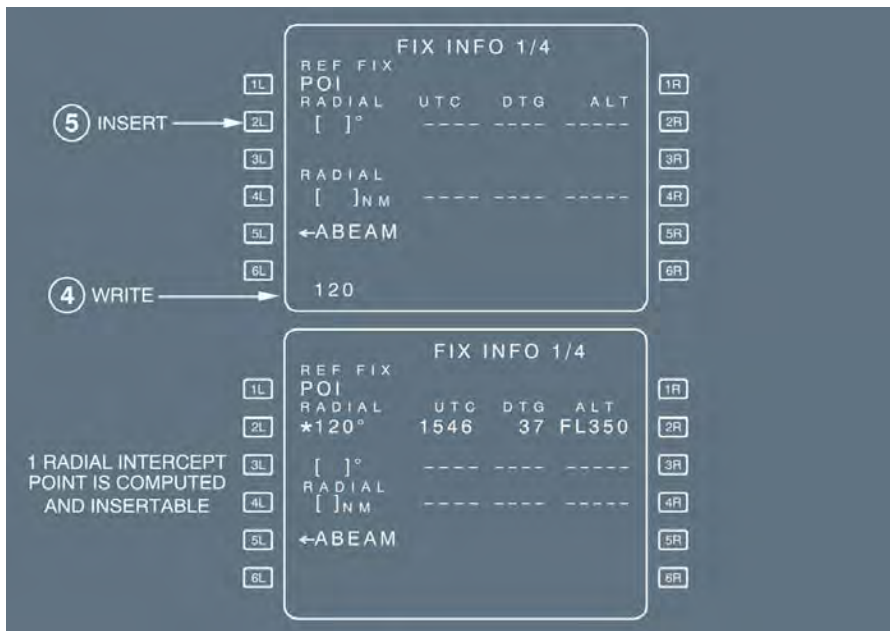 FIX INFO 1/4
REF FIX
1L POI 1R
RADIAL UTC DTG ALT
5 INSERT 2L [ ]° ---- ---- ----- 2R
3L 3R
RADIAL
4L [ ]NM ---- ---- ----- 4R
5L ←ABEAM 5R
6L 6R
4 WRITE 120
FIX INFO 1/4
REF FIX
1L POI 1R
RADIAL UTC DTG ALT
2L *120° 1546 37 FL350 2R
1 RADIAL INTERCEPT
POINT IS COMPUTED
AND INSERTABLE
3L [ ]° ---- ---- ----- 3R
RADIAL
4L [ ]NM ---- ---- ----- 4R
5L ←ABEAM 5R
6L 6R